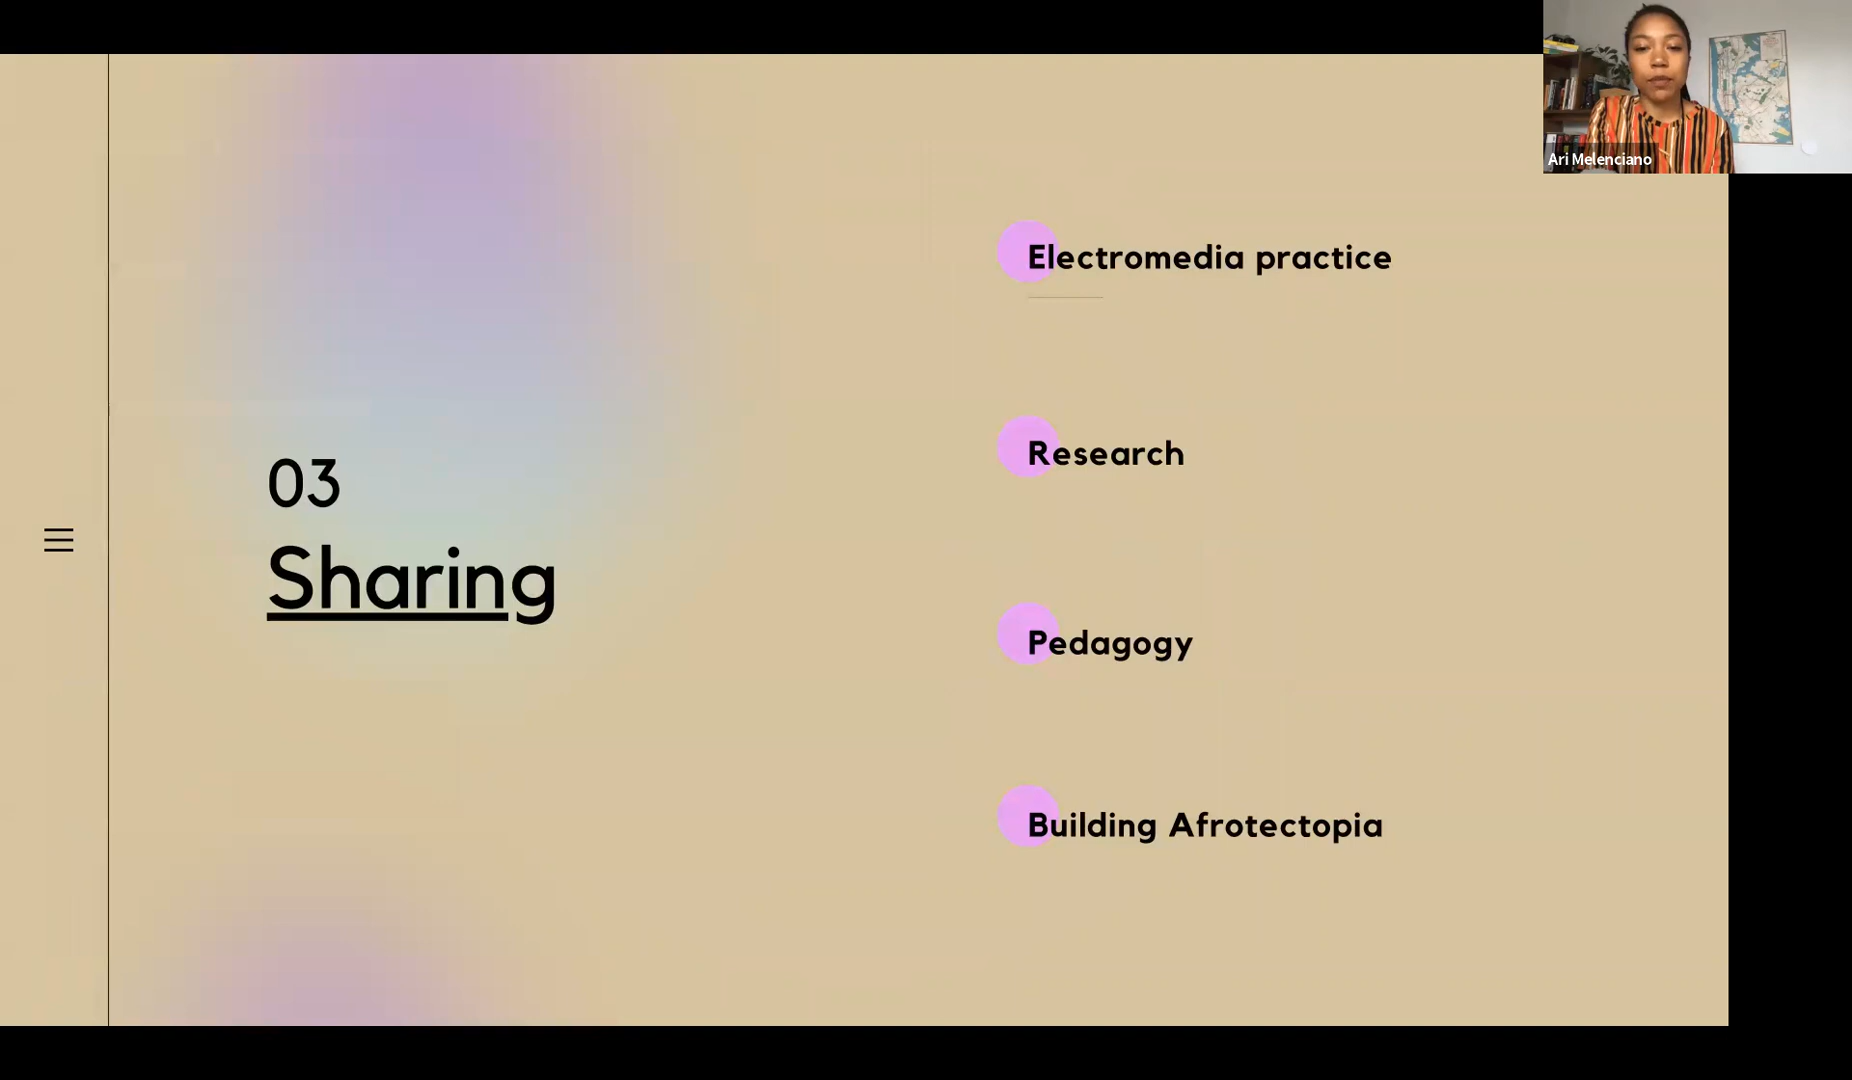 Ari Melenciano
03
Sharing
Electromedia practice
Research
Pedagogy
Building Afrotectopia